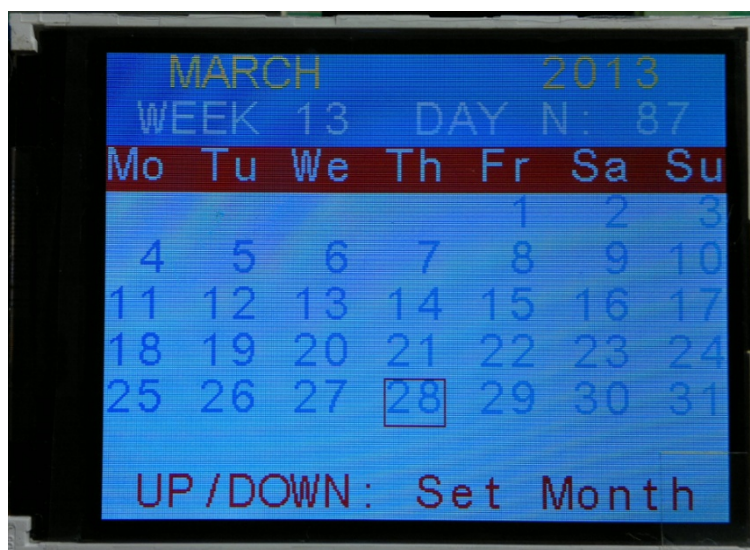 MARCH 2013
WEEK 13 DAY N: 87
Mo Tu We Th Fr Sa Su
1 2 3
4 5 6 7 8 9 10
11 12 13 14 15 16 17
18 19 20 21 22 23 24
25 26 27 28 29 30 31
UP/DOWN: Set Month